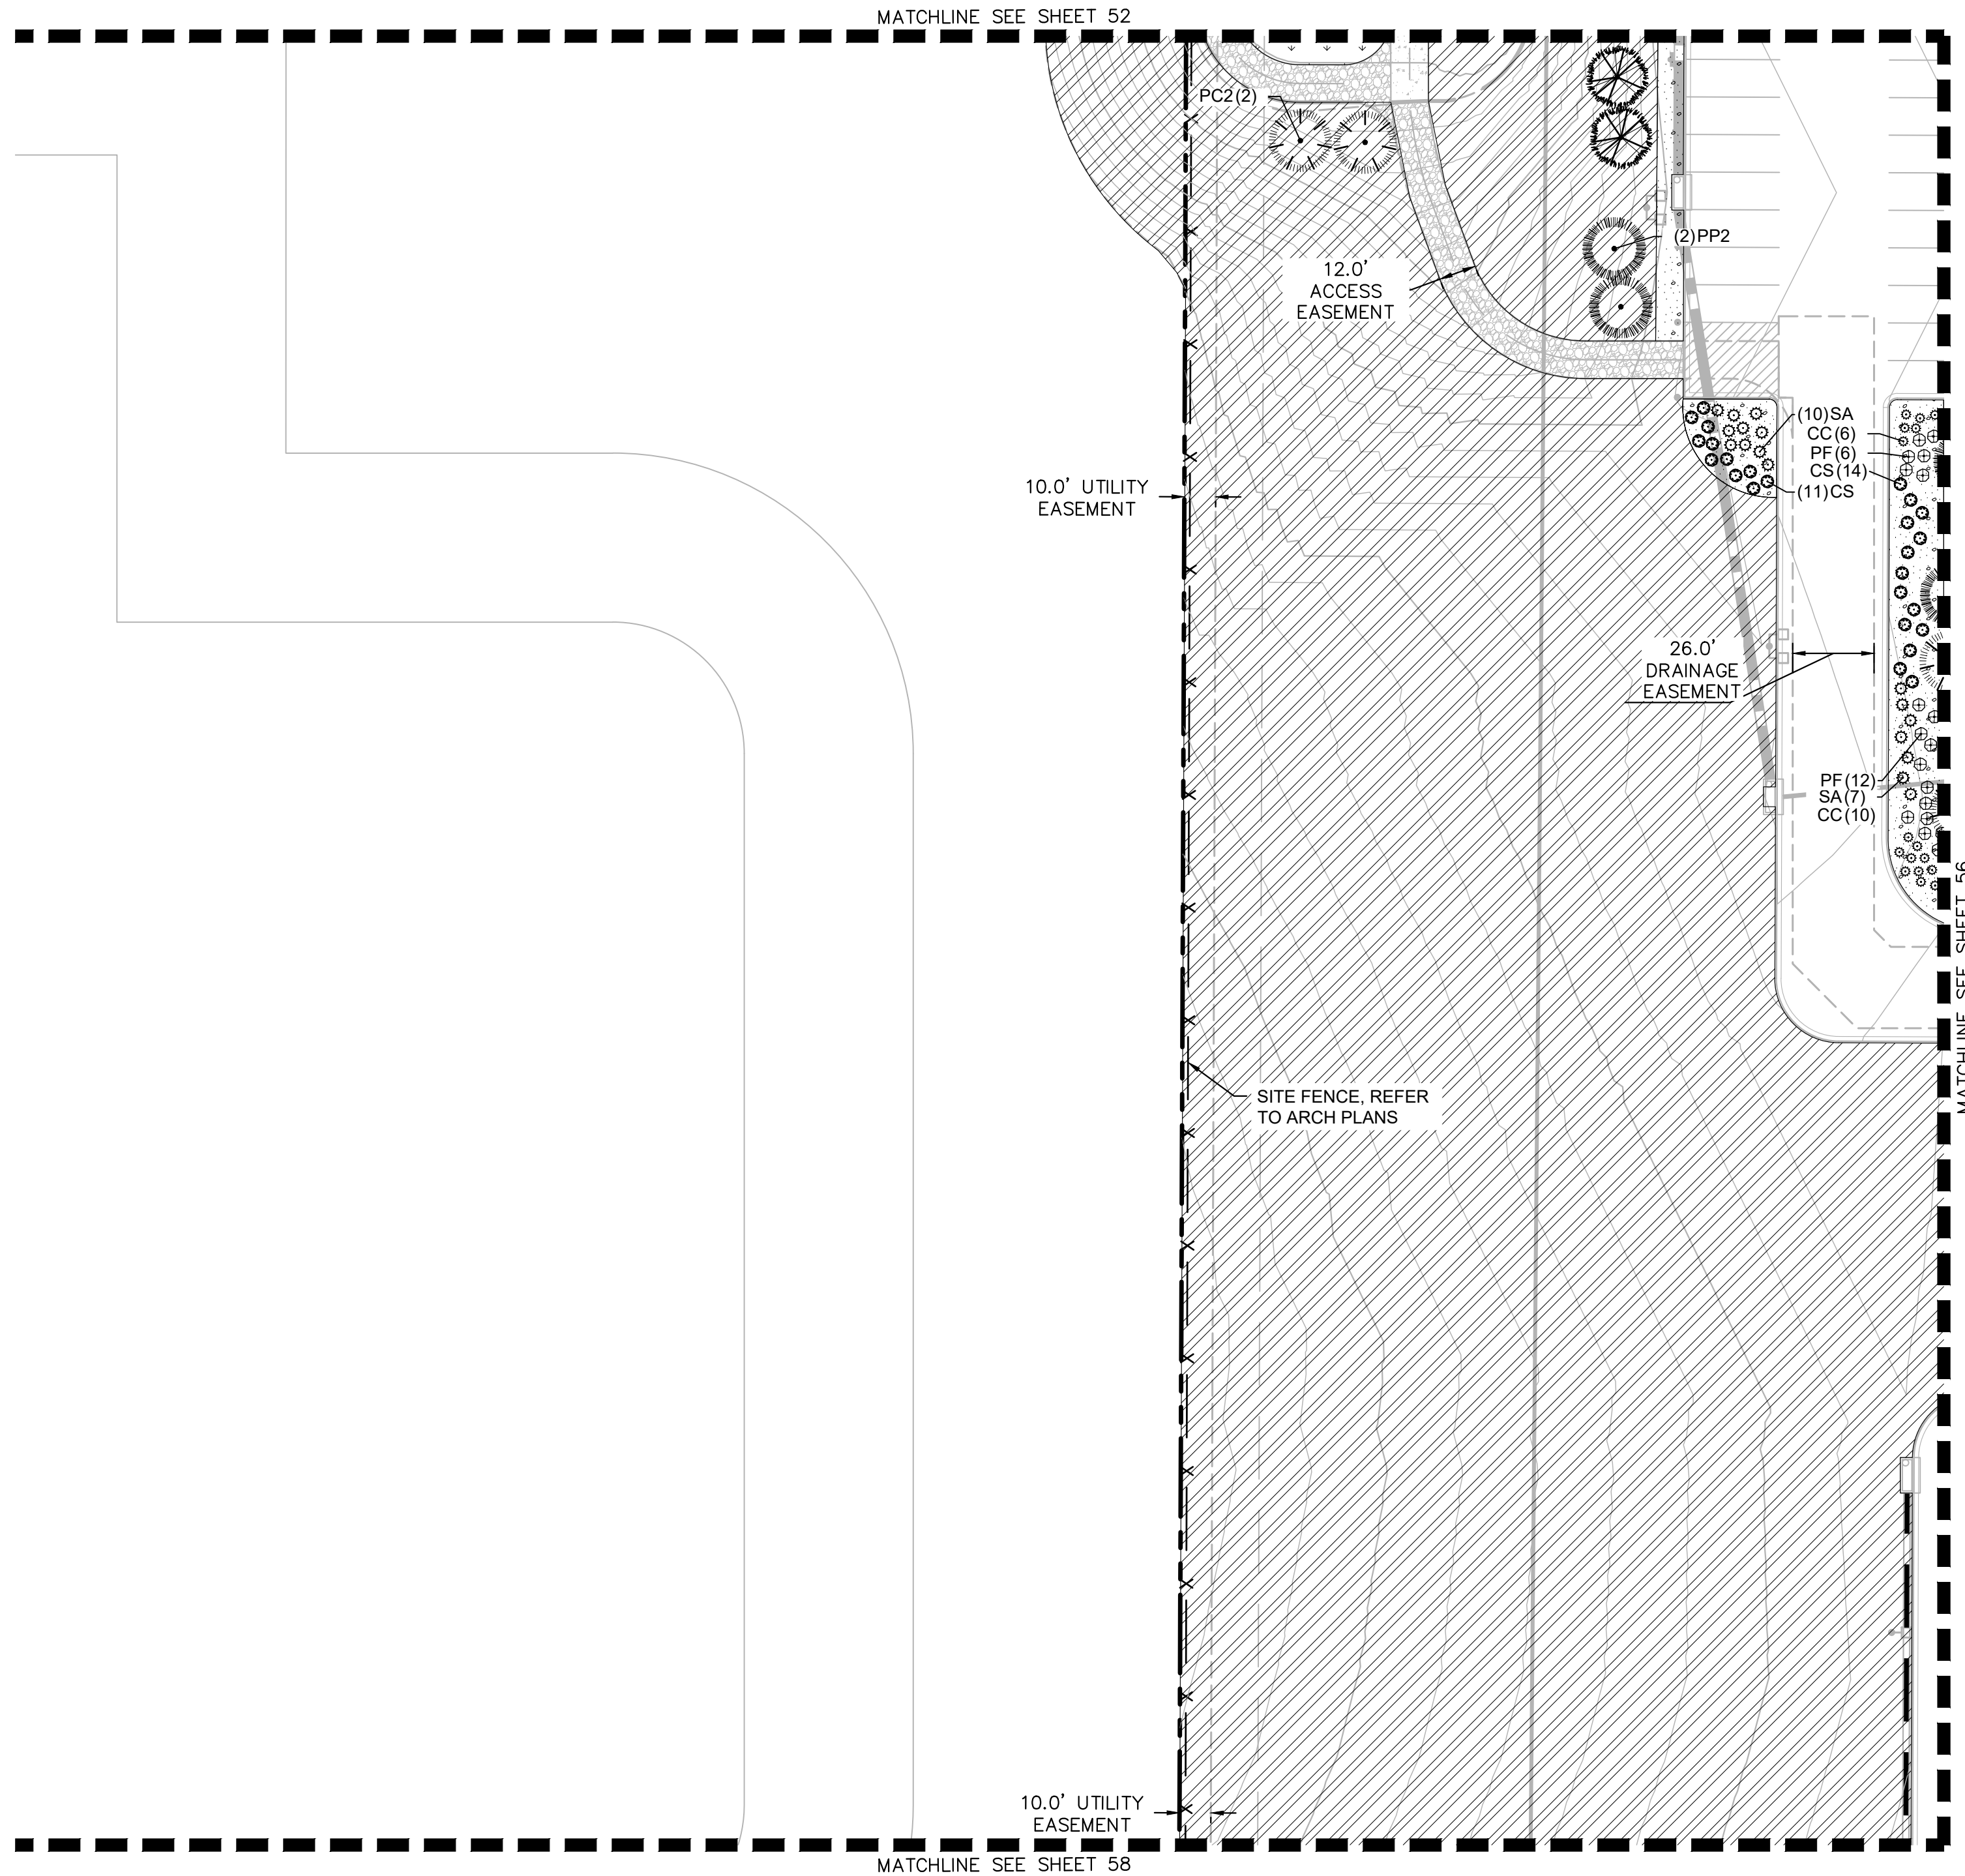 MATCHLINE SEE SHEET 52
PC2(2)
(2)PP2
12.0'
ACCESS
EASEMENT
(10)SA
CC(6)
PF(6)
CS(14)
(11)CS
10.0' UTILITY
EASEMENT
26.0'
DRAINAGE
EASEMENT
PF(12)
SA(7)
CC(10)
MATCHLINE SEE SHEET 56
SITE FENCE, REFER
TO ARCH PLANS
10.0' UTILITY
EASEMENT
MATCHLINE SEE SHEET 58